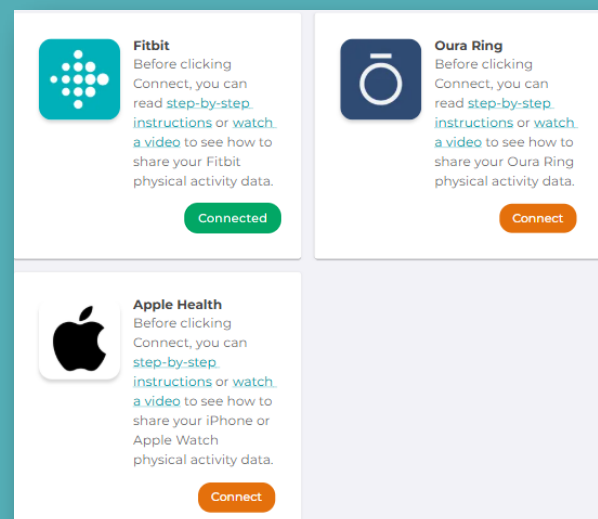 Fitbit
Before clicking
Connect, you can
read step-by-step
instructions or watch
a video to see how to
share your Fitbit
physical activity data.
Connected
Oura Ring
Before clicking
Connect, you can
read step-by-step
instructions or watch
a video to see how to
share your Oura Ring
physical activity data.
Connect
Apple Health
Before clicking
Connect, you can
step-by-step
instructions or watch
a video to see how to
share your iPhone or
Apple Watch
physical activity data.
Connect